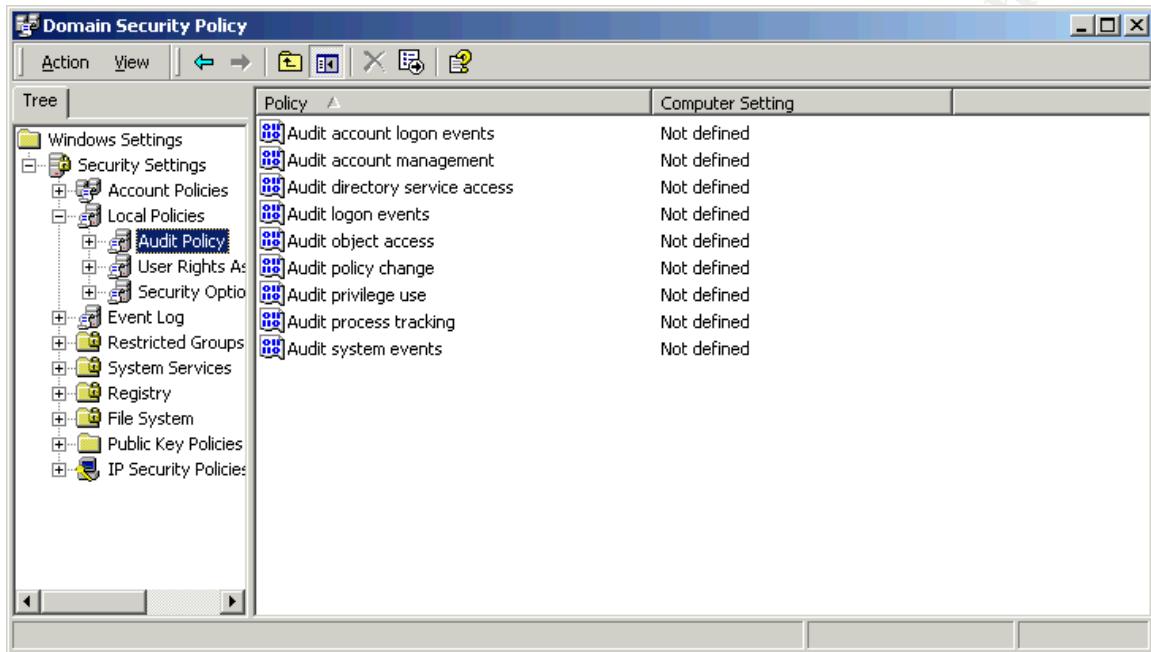 Domain Security Policy
Action View
Tree
Policy Computer Setting
Windows Settings
Security Settings
Account Policies
Local Policies
Audit Policy
User Rights As
Security Optio
Event Log
Restricted Groups
System Services
Registry
File System
Public Key Policies
IP Security Policies
Audit account logon events Not defined
Audit account management Not defined
Audit directory service access Not defined
Audit logon events Not defined
Audit object access Not defined
Audit policy change Not defined
Audit privilege use Not defined
Audit process tracking Not defined
Audit system events Not defined